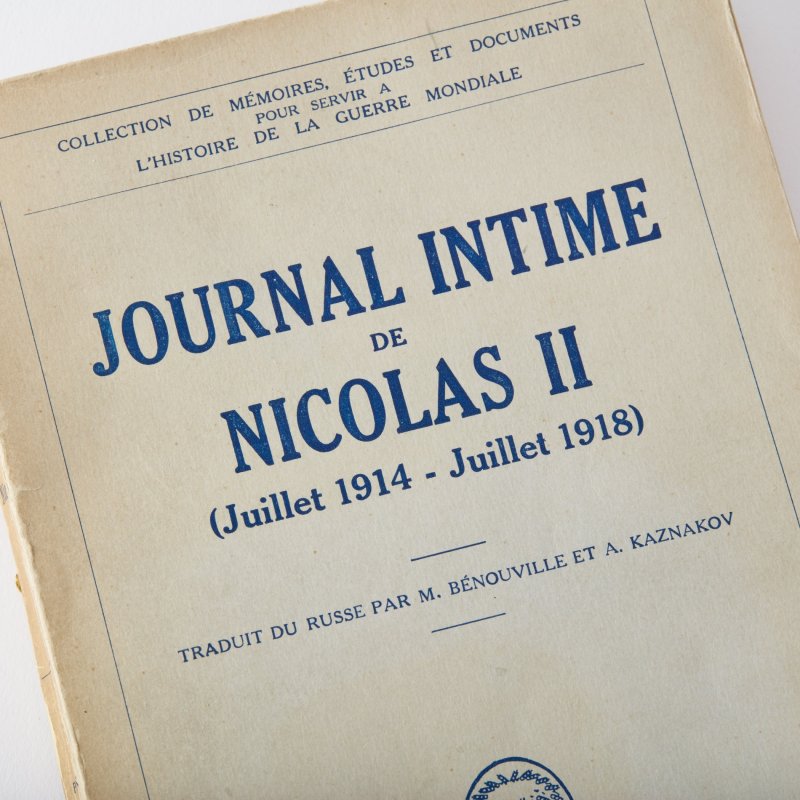 COLLECTION DE MÉMOIRES, ÉTUDES ET DOCUMENTS
POUR SERVIR A
L'HISTOIRE DE LA GUERRE MONDIALE
JOURNAL INTIME
DE
NICOLAS II
(Juillet 1914 - Juillet 1918)
TRADUIT DU RUSSE PAR M. BÉNOUVILLE ET A. KAZNAKOV